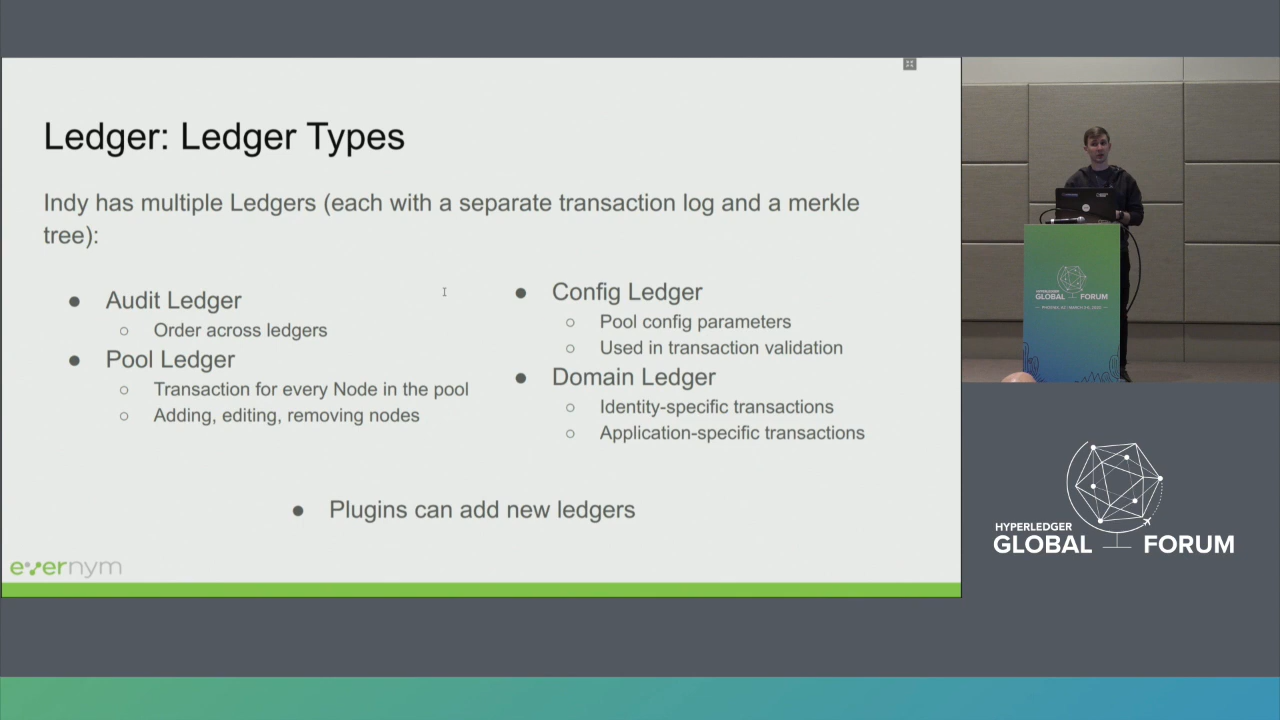 Ledger: Ledger Types
Indy has multiple Ledgers (each with a separate transaction log and a merkle
tree):
● Audit Ledger
○ Order across ledgers
● Pool Ledger
○ Transaction for every Node in the pool
○ Adding, editing, removing nodes
● Config Ledger
○ Pool config parameters
○ Used in transaction validation
● Domain Ledger
○ Identity-specific transactions
○ Application-specific transactions
● Plugins can add new ledgers
evernym
HYPERLEDGER
GLOBAL FORUM
HYPERLEDGER
GLOBAL FORUM